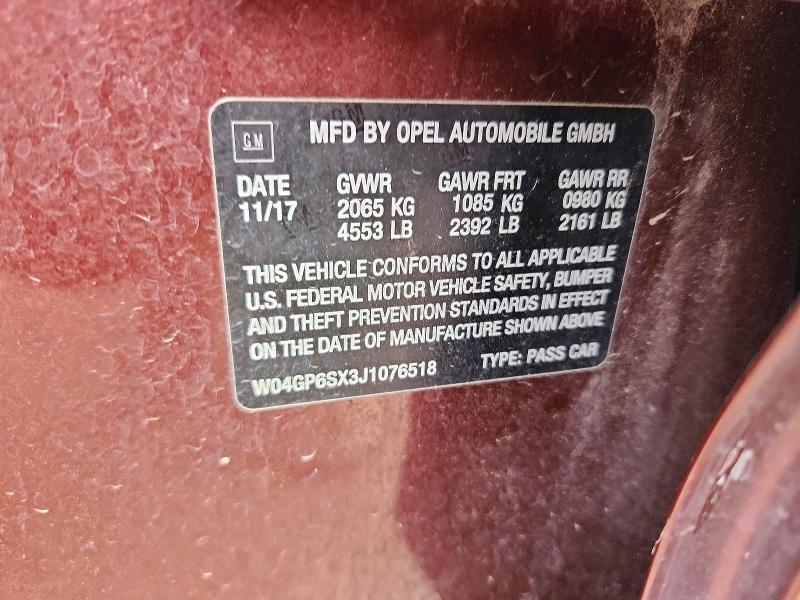 GM
MFD BY OPEL AUTOMOBILE GMBH
DATE GVWR GAWR FRT GAWR RR
11/17 2065 KG 1085 KG 0980 KG
4553 LB 2392 LB 2161 LB
THIS VEHICLE CONFORMS TO ALL APPLICABLE
U.S. FEDERAL MOTOR VEHICLE SAFETY, BUMPER
AND THEFT PREVENTION STANDARDS IN EFFECT
ON THE DATE OF MANUFACTURE SHOWN ABOVE
W04GP6SX3J1076518 TYPE: PASS CAR